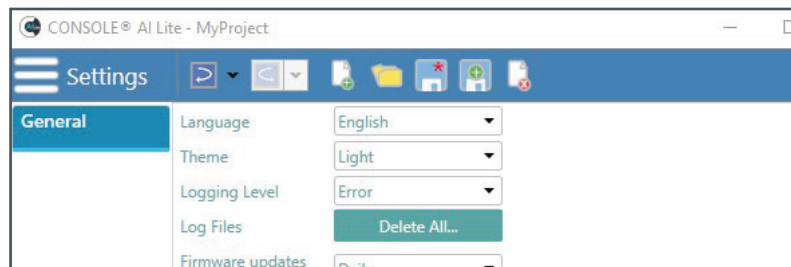 CONSOLE® AI Lite - MyProject
Settings
General
Language English
Theme Light
Logging Level Error
Log Files Delete All...
Firmware updates Daily